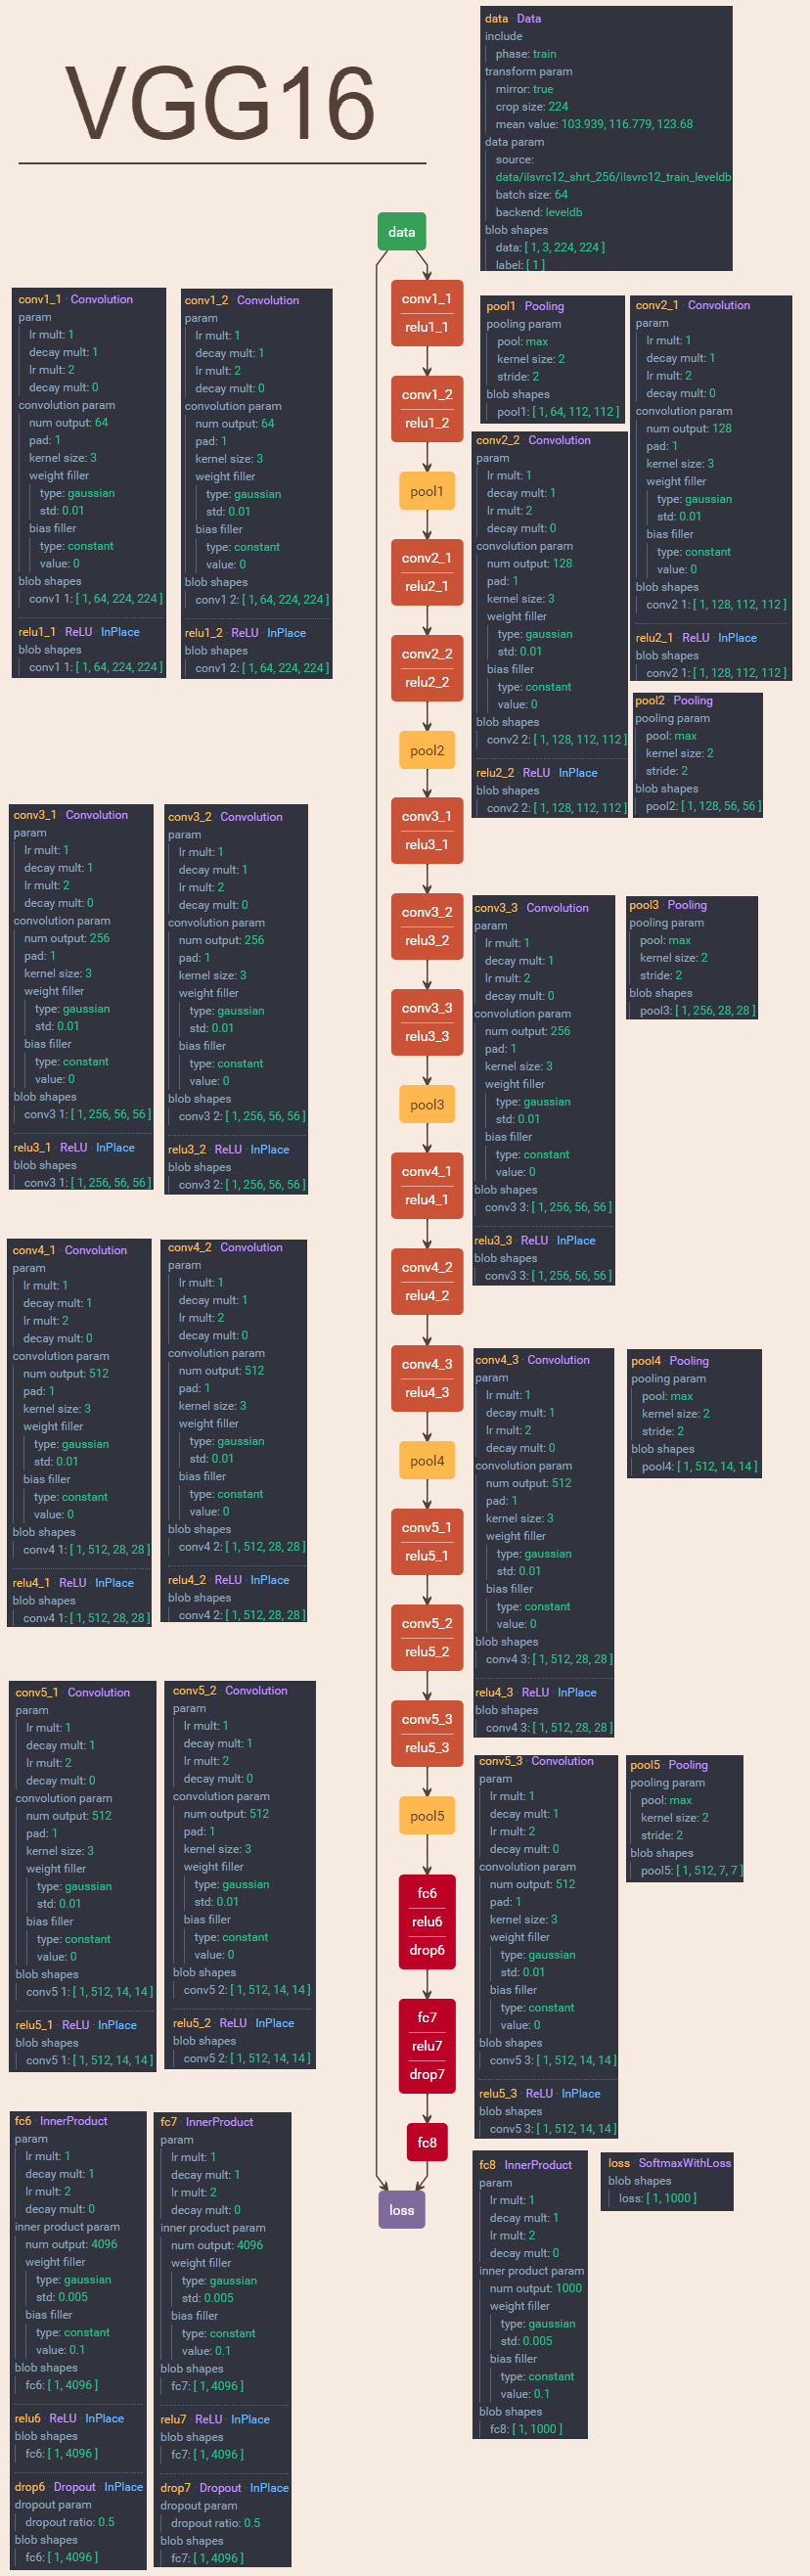 VGG16
data · Data
include
phase: train
transform param
mirror: true
crop size: 224
mean value: 103.939, 116.779, 123.68
data param
source:
data/ilsvrc12_shrt_256/ilsvrc12_train_leveldb
batch size: 64
backend: leveldb
blob shapes
data: [ 1, 3, 224, 224 ]
label: [ 1 ]
data
conv1_1
relu1_1
conv1_2
relu1_2
pool1
conv2_1
relu2_1
conv2_2
relu2_2
pool2
conv3_1
relu3_1
conv3_2
relu3_2
conv3_3
relu3_3
pool3
conv4_1
relu4_1
conv4_2
relu4_2
conv4_3
relu4_3
pool4
conv5_1
relu5_1
conv5_2
relu5_2
conv5_3
relu5_3
pool5
fc6
relu6
drop6
fc7
relu7
drop7
fc8
loss
conv1_1 · Convolution
param
lr mult: 1
decay mult: 1
lr mult: 2
decay mult: 0
convolution param
num output: 64
pad: 1
kernel size: 3
weight filler
type: gaussian
std: 0.01
bias filler
type: constant
value: 0
blob shapes
conv1 1: [ 1, 64, 224, 224 ]
relu1_1 · ReLU · InPlace
blob shapes
conv1 1: [ 1, 64, 224, 224 ]
conv1_2 · Convolution
param
lr mult: 1
decay mult: 1
lr mult: 2
decay mult: 0
convolution param
num output: 64
pad: 1
kernel size: 3
weight filler
type: gaussian
std: 0.01
bias filler
type: constant
value: 0
blob shapes
conv1 2: [ 1, 64, 224, 224 ]
relu1_2 · ReLU · InPlace
blob shapes
conv1 2: [ 1, 64, 224, 224 ]
pool1 · Pooling
pooling param
pool: max
kernel size: 2
stride: 2
blob shapes
pool1: [ 1, 64, 112, 112 ]
conv2_1 · Convolution
param
lr mult: 1
decay mult: 1
lr mult: 2
decay mult: 0
convolution param
num output: 128
pad: 1
kernel size: 3
weight filler
type: gaussian
std: 0.01
bias filler
type: constant
value: 0
blob shapes
conv2 1: [ 1, 128, 112, 112 ]
relu2_1 · ReLU · InPlace
blob shapes
conv2 1: [ 1, 128, 112, 112 ]
conv2_2 · Convolution
param
lr mult: 1
decay mult: 1
lr mult: 2
decay mult: 0
convolution param
num output: 128
pad: 1
kernel size: 3
weight filler
type: gaussian
std: 0.01
bias filler
type: constant
value: 0
blob shapes
conv2 2: [ 1, 128, 112, 112 ]
relu2_2 · ReLU · InPlace
blob shapes
conv2 2: [ 1, 128, 112, 112 ]
pool2 · Pooling
pooling param
pool: max
kernel size: 2
stride: 2
blob shapes
pool2: [ 1, 128, 56, 56 ]
conv3_1 · Convolution
param
lr mult: 1
decay mult: 1
lr mult: 2
decay mult: 0
convolution param
num output: 256
pad: 1
kernel size: 3
weight filler
type: gaussian
std: 0.01
bias filler
type: constant
value: 0
blob shapes
conv3 1: [ 1, 256, 56, 56 ]
relu3_1 · ReLU · InPlace
blob shapes
conv3 1: [ 1, 256, 56, 56 ]
conv3_2 · Convolution
param
lr mult: 1
decay mult: 1
lr mult: 2
decay mult: 0
convolution param
num output: 256
pad: 1
kernel size: 3
weight filler
type: gaussian
std: 0.01
bias filler
type: constant
value: 0
blob shapes
conv3 2: [ 1, 256, 56, 56 ]
relu3_2 · ReLU · InPlace
blob shapes
conv3 2: [ 1, 256, 56, 56 ]
conv3_3 · Convolution
param
lr mult: 1
decay mult: 1
lr mult: 2
decay mult: 0
convolution param
num output: 256
pad: 1
kernel size: 3
weight filler
type: gaussian
std: 0.01
bias filler
type: constant
value: 0
blob shapes
conv3 3: [ 1, 256, 56, 56 ]
relu3_3 · ReLU · InPlace
blob shapes
conv3 3: [ 1, 256, 56, 56 ]
pool3 · Pooling
pooling param
pool: max
kernel size: 2
stride: 2
blob shapes
pool3: [ 1, 256, 28, 28 ]
conv4_1 · Convolution
param
lr mult: 1
decay mult: 1
lr mult: 2
decay mult: 0
convolution param
num output: 512
pad: 1
kernel size: 3
weight filler
type: gaussian
std: 0.01
bias filler
type: constant
value: 0
blob shapes
conv4 1: [ 1, 512, 28, 28 ]
relu4_1 · ReLU · InPlace
blob shapes
conv4 1: [ 1, 512, 28, 28 ]
conv4_2 · Convolution
param
lr mult: 1
decay mult: 1
lr mult: 2
decay mult: 0
convolution param
num output: 512
pad: 1
kernel size: 3
weight filler
type: gaussian
std: 0.01
bias filler
type: constant
value: 0
blob shapes
conv4 2: [ 1, 512, 28, 28 ]
relu4_2 · ReLU · InPlace
blob shapes
conv4 2: [ 1, 512, 28, 28 ]
conv4_3 · Convolution
param
lr mult: 1
decay mult: 1
lr mult: 2
decay mult: 0
convolution param
num output: 512
pad: 1
kernel size: 3
weight filler
type: gaussian
std: 0.01
bias filler
type: constant
value: 0
blob shapes
conv4 3: [ 1, 512, 28, 28 ]
relu4_3 · ReLU · InPlace
blob shapes
conv4 3: [ 1, 512, 28, 28 ]
pool4 · Pooling
pooling param
pool: max
kernel size: 2
stride: 2
blob shapes
pool4: [ 1, 512, 14, 14 ]
conv5_1 · Convolution
param
lr mult: 1
decay mult: 1
lr mult: 2
decay mult: 0
convolution param
num output: 512
pad: 1
kernel size: 3
weight filler
type: gaussian
std: 0.01
bias filler
type: constant
value: 0
blob shapes
conv5 1: [ 1, 512, 14, 14 ]
relu5_1 · ReLU · InPlace
blob shapes
conv5 1: [ 1, 512, 14, 14 ]
conv5_2 · Convolution
param
lr mult: 1
decay mult: 1
lr mult: 2
decay mult: 0
convolution param
num output: 512
pad: 1
kernel size: 3
weight filler
type: gaussian
std: 0.01
bias filler
type: constant
value: 0
blob shapes
conv5 2: [ 1, 512, 14, 14 ]
relu5_2 · ReLU · InPlace
blob shapes
conv5 2: [ 1, 512, 14, 14 ]
conv5_3 · Convolution
param
lr mult: 1
decay mult: 1
lr mult: 2
decay mult: 0
convolution param
num output: 512
pad: 1
kernel size: 3
weight filler
type: gaussian
std: 0.01
bias filler
type: constant
value: 0
blob shapes
conv5 3: [ 1, 512, 14, 14 ]
relu5_3 · ReLU · InPlace
blob shapes
conv5 3: [ 1, 512, 14, 14 ]
pool5 · Pooling
pooling param
pool: max
kernel size: 2
stride: 2
blob shapes
pool5: [ 1, 512, 7, 7 ]
fc6 · InnerProduct
param
lr mult: 1
decay mult: 1
lr mult: 2
decay mult: 0
inner product param
num output: 4096
weight filler
type: gaussian
std: 0.005
bias filler
type: constant
value: 0.1
blob shapes
fc6: [ 1, 4096 ]
relu6 · ReLU · InPlace
blob shapes
fc6: [ 1, 4096 ]
drop6 · Dropout · InPlace
dropout param
dropout ratio: 0.5
blob shapes
fc6: [ 1, 4096 ]
fc7 · InnerProduct
param
lr mult: 1
decay mult: 1
lr mult: 2
decay mult: 0
inner product param
num output: 4096
weight filler
type: gaussian
std: 0.005
bias filler
type: constant
value: 0.1
blob shapes
fc7: [ 1, 4096 ]
relu7 · ReLU · InPlace
blob shapes
fc7: [ 1, 4096 ]
drop7 · Dropout · InPlace
dropout param
dropout ratio: 0.5
blob shapes
fc7: [ 1, 4096 ]
fc8 · InnerProduct
param
lr mult: 1
decay mult: 1
lr mult: 2
decay mult: 0
inner product param
num output: 1000
weight filler
type: gaussian
std: 0.005
bias filler
type: constant
value: 0.1
blob shapes
fc8: [ 1, 1000 ]
loss · SoftmaxWithLoss
blob shapes
loss: [ 1, 1000 ]